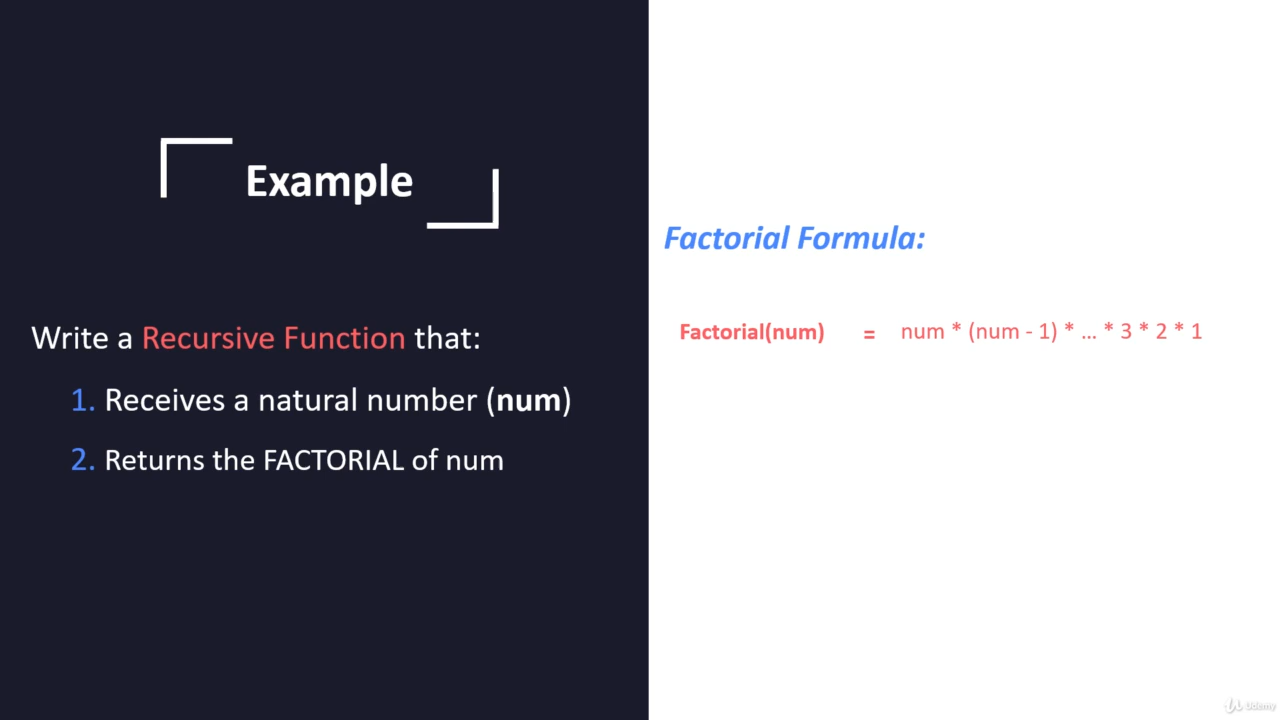 Example
Write a Recursive Function that:
1. Receives a natural number (num)
2. Returns the FACTORIAL of num
Factorial Formula:
Factorial(num) = num * (num - 1) * ... * 3 * 2 * 1
Udemy